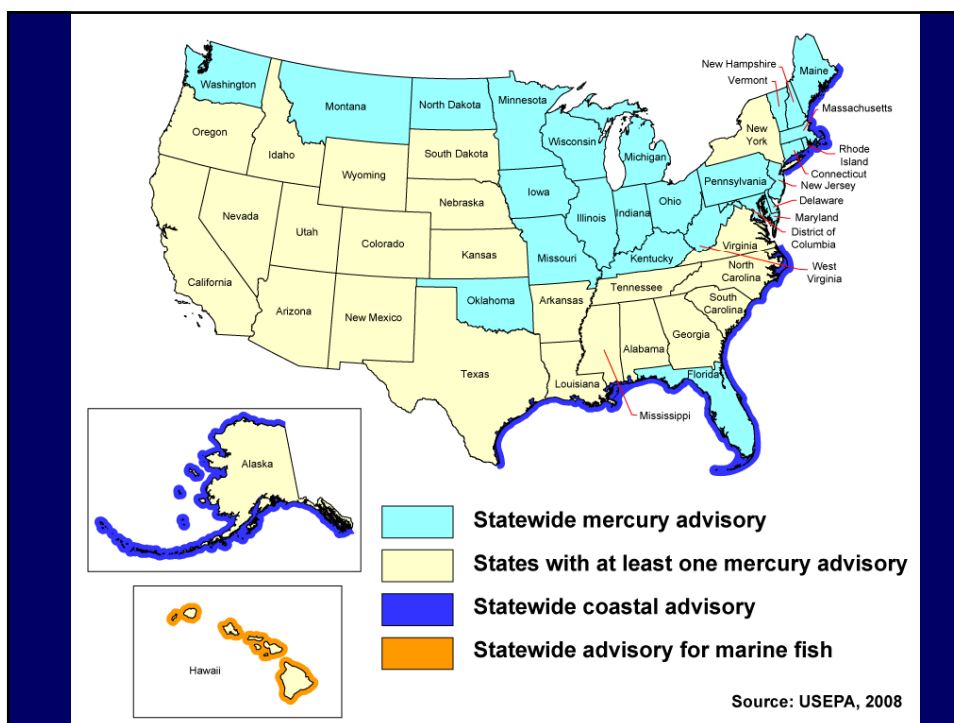 Washington
Montana
North Dakota
Minnesota
New Hampshire
Vermont
Maine
Massachusetts
Oregon
Idaho
Wyoming
South Dakota
Wisconsin
Michigan
New
York
Rhode
Island
Connecticut
New Jersey
Pennsylvania
Delaware
Maryland
District of
Columbia
Nevada
Utah
Colorado
Nebraska
Iowa
Illinois
Indiana
Ohio
West
Virginia
Virginia
California
Kansas
Missouri
Kentucky
North
Carolina
Arizona
New Mexico
Oklahoma
Arkansas
Tennessee
South
Carolina
Texas
Louisiana
Alabama
Georgia
Florida
Mississippi
Alaska
Hawaii
Statewide mercury advisory
States with at least one mercury advisory
Statewide coastal advisory
Statewide advisory for marine fish
Source: USEPA, 2008